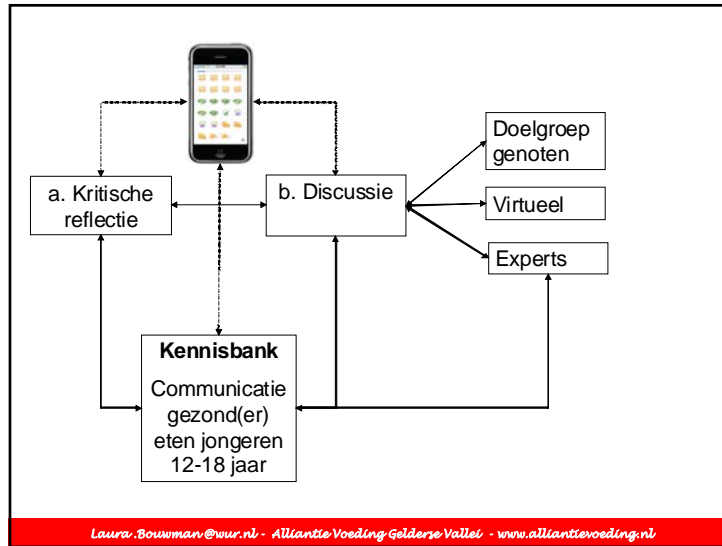 Doelgroep
genoten
a. Kritische
reflectie
b. Discussie
Virtueel
Experts
Kennisbank
Communicatie
gezond(er)
eten jongeren
12-18 jaar
Laura.Bouwman@wur.nl - Alliantie Voeding Gelderse Vallei - www.alliantievoeding.nl